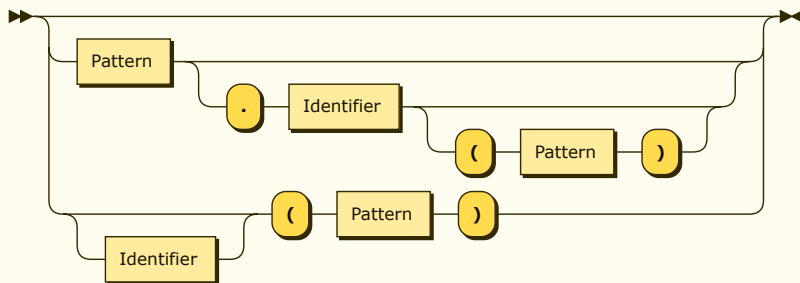 Pattern
. Identifier
( Pattern )
( Pattern )
Identifier